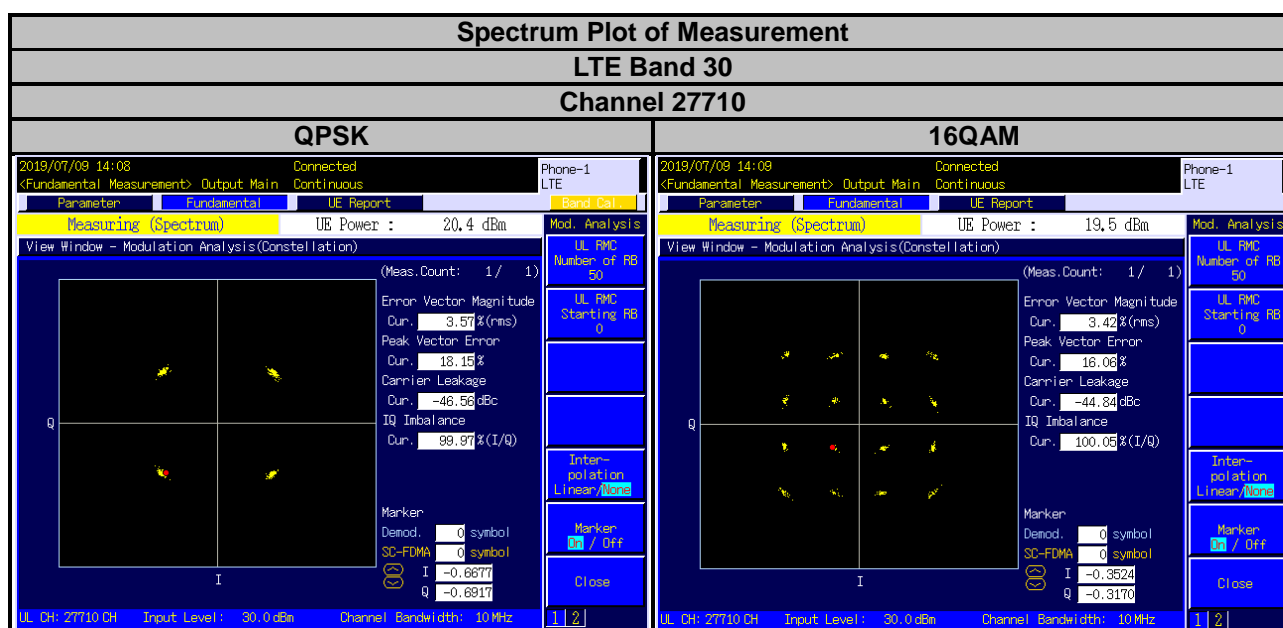 Spectrum Plot of Measurement
LTE Band 30
Channel 27710
QPSK
16QAM
2019/07/09 14:08 Connected
<Fundamental Measurement> Output Main Continuous
Phone-1
LTE
Parameter Fundamental UE Report Band Cal.
Measuring (Spectrum) UE Power : 20.4 dBm Mod. Analysis
View Window - Modulation Analysis(Constellation)
(Meas.Count: 1/ 1)
Error Vector Magnitude
Cur. 3.57 %(rms)
Peak Vector Error
Cur. 18.15 %
Carrier Leakage
Cur. -46.56 dBc
IQ Imbalance
Cur. 99.97 %(I/Q)
Q
I
Marker
Demod. 0 symbol
SC-FDMA 0 symbol
I -0.6677
Q -0.6917
UL RMC
Number of RB
50
UL RMC
Starting RB
0
Inter-
polation
Linear/None
Marker
On / Off
Close
UL CH: 27710 CH Input Level: 30.0 dBm Channel Bandwidth: 10 MHz 1 2
2019/07/09 14:09 Connected
<Fundamental Measurement> Output Main Continuous
Phone-1
LTE
Parameter Fundamental UE Report
Measuring (Spectrum) UE Power : 19.5 dBm Mod. Analysis
View Window - Modulation Analysis(Constellation)
(Meas.Count: 1/ 1)
Error Vector Magnitude
Cur. 3.42 %(rms)
Peak Vector Error
Cur. 16.06 %
Carrier Leakage
Cur. -44.84 dBc
IQ Imbalance
Cur. 100.05 %(I/Q)
Q
I
Marker
Demod. 0 symbol
SC-FDMA 0 symbol
I -0.3524
Q -0.3170
UL RMC
Number of RB
50
UL RMC
Starting RB
0
Inter-
polation
Linear/None
Marker
On / Off
Close
UL CH: 27710 CH Input Level: 30.0 dBm Channel Bandwidth: 10 MHz 1 2